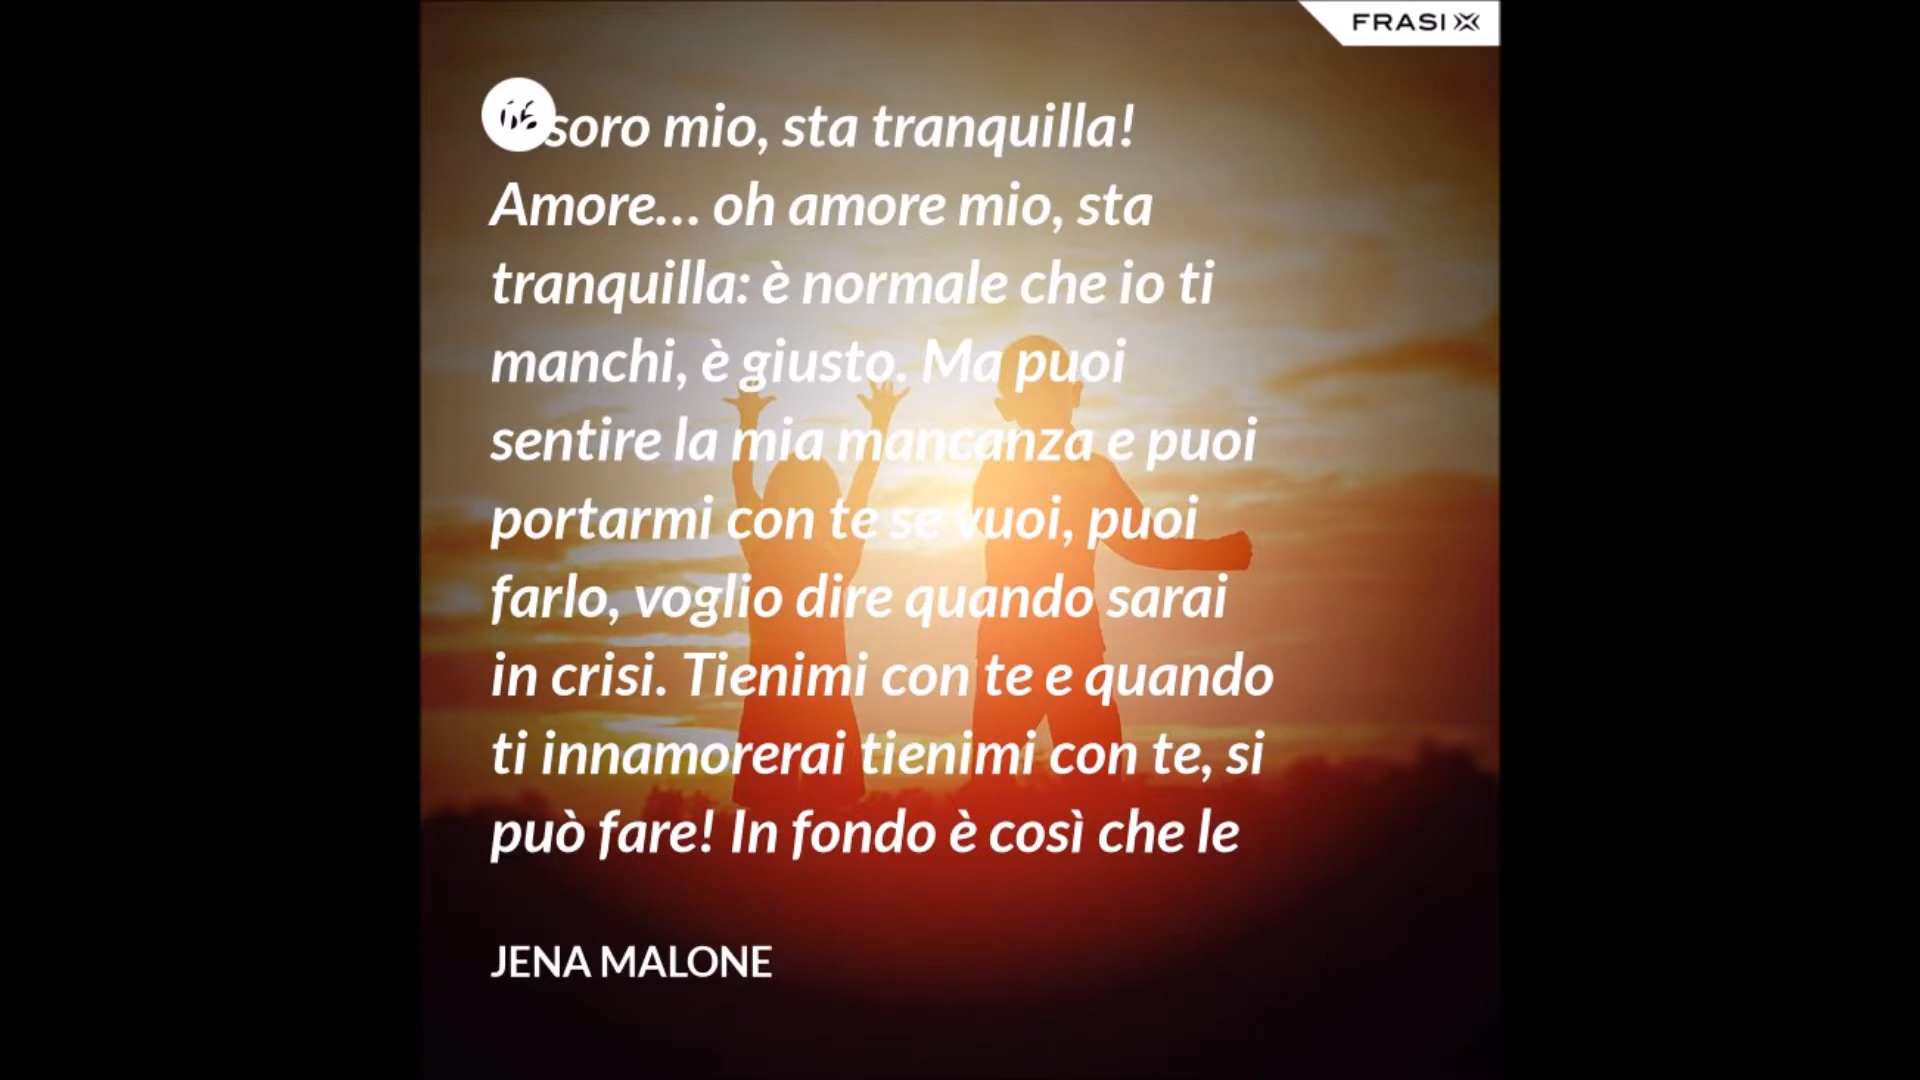 FRASI X
soro mio, sta tranquilla!
Amore... oh amore mio, sta
tranquilla: è normale che io ti
manchi, è giusto. Ma puoi
sentire la mia mancanza e puoi
portarmi con te se vuoi, puoi
farlo, voglio dire quando sarai
in crisi. Tienimi con te e quando
ti innamorerai tienimi con te, si
può fare! In fondo è così che le
JENA MALONE